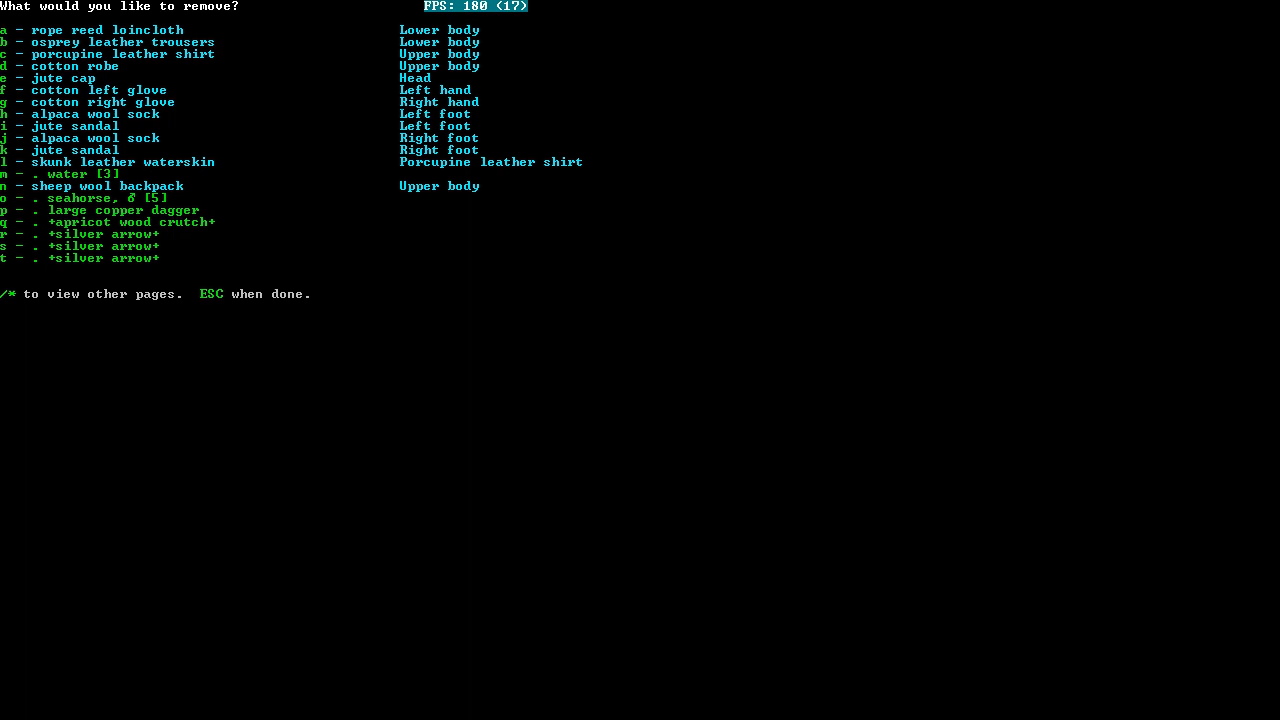 What would you like to remove? FPS: 180 (17)
a - rope reed loincloth Lower body
b - osprey leather trousers Lower body
c - porcupine leather shirt Upper body
d - cotton robe Upper body
e - jute cap Head
f - cotton left glove Left hand
g - cotton right glove Right hand
h - alpaca wool sock Left foot
i - jute sandal Left foot
j - alpaca wool sock Right foot
k - jute sandal Right foot
l - skunk leather waterskin Porcupine leather shirt
m - . water [3]
n - sheep wool backpack Upper body
o - . seahorse, ♂ [5]
p - . large copper dagger
q - . +apricot wood crutch+
r - . +silver arrow+
s - . +silver arrow+
t - . +silver arrow+
/* to view other pages. ESC when done.